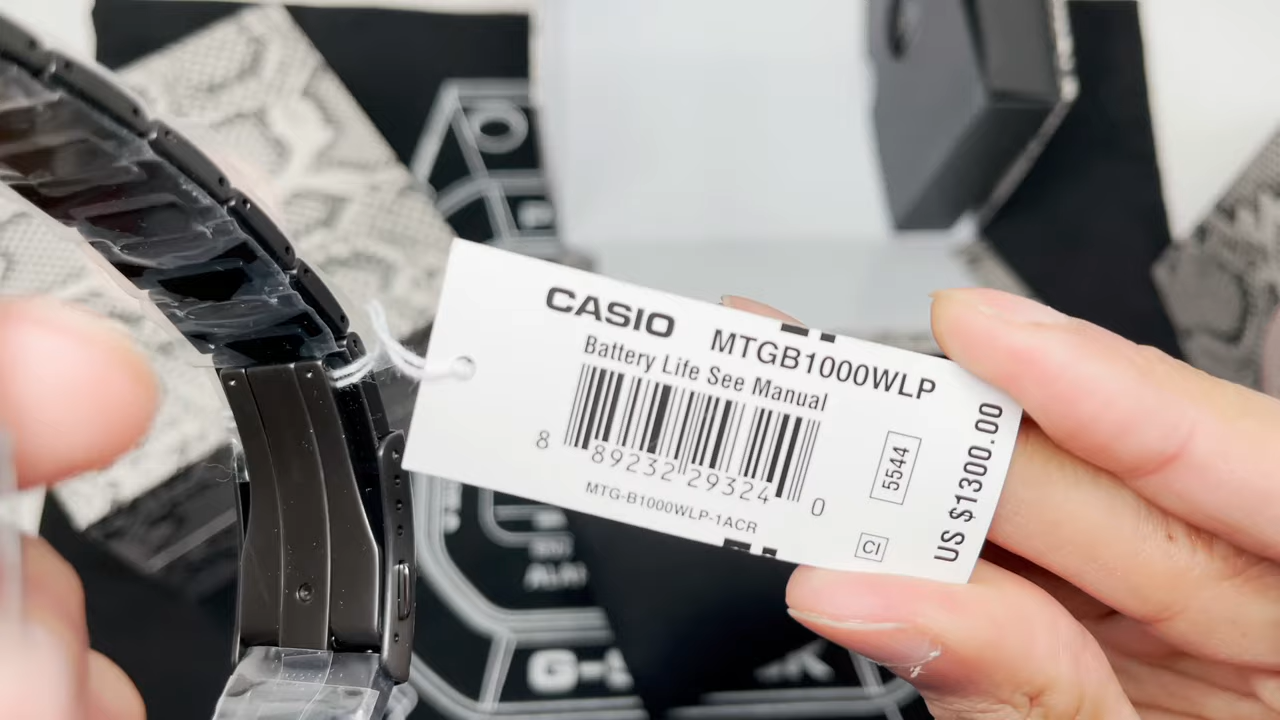 CASIO MTGB1000WLP
Battery Life See Manual
8 89232 29324 0
MTG-B1000WLP-1ACR
5544
CI
US $1300.00
G-S